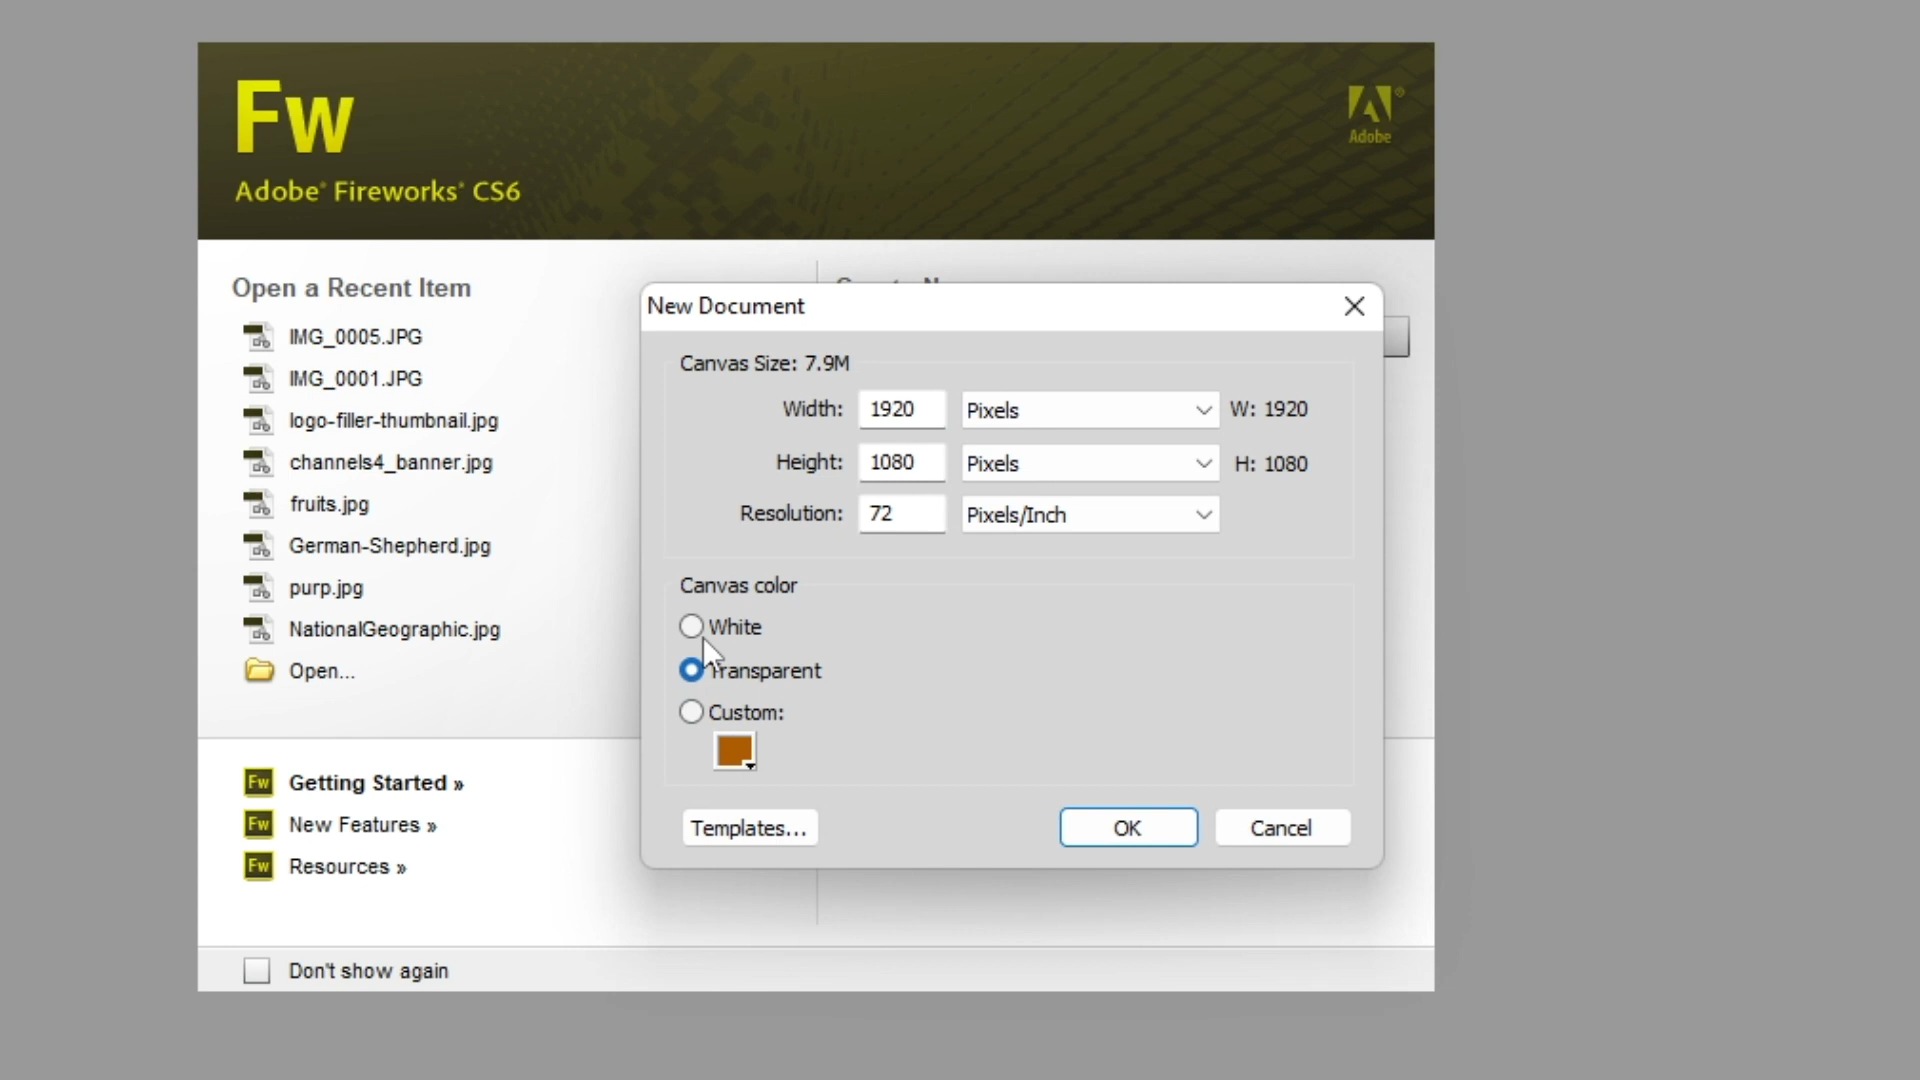 Fw
Adobe® Fireworks® CS6
Adobe®
Open a Recent Item
IMG_0005.JPG
IMG_0001.JPG
logo-filler-thumbnail.jpg
channels4_banner.jpg
fruits.jpg
German-Shepherd.jpg
purp.jpg
NationalGeographic.jpg
Open...
Fw Getting Started »
Fw New Features »
Fw Resources »
Don't show again
New Document
Canvas Size: 7.9M
Width: 1920 Pixels W: 1920
Height: 1080 Pixels H: 1080
Resolution: 72 Pixels/Inch
Canvas color
White
Transparent
Custom:
Templates... OK Cancel